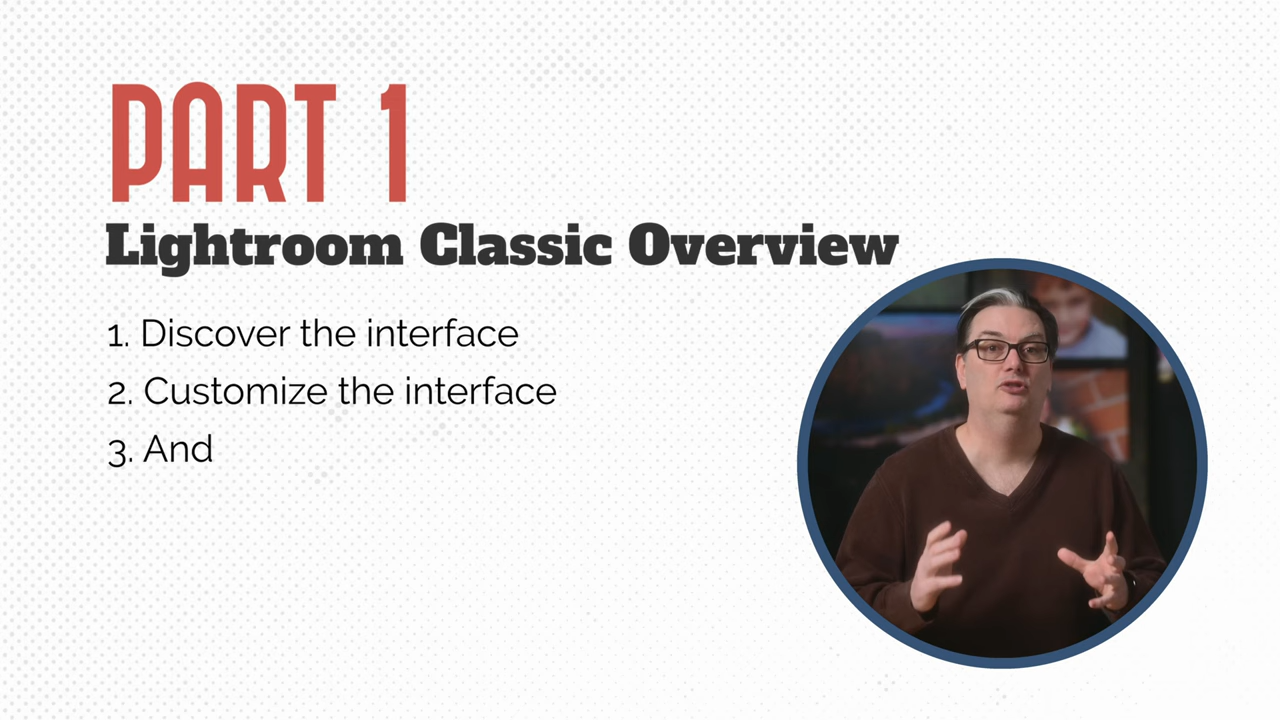 PART 1
Lightroom Classic Overview
1. Discover the interface
2. Customize the interface
3. And